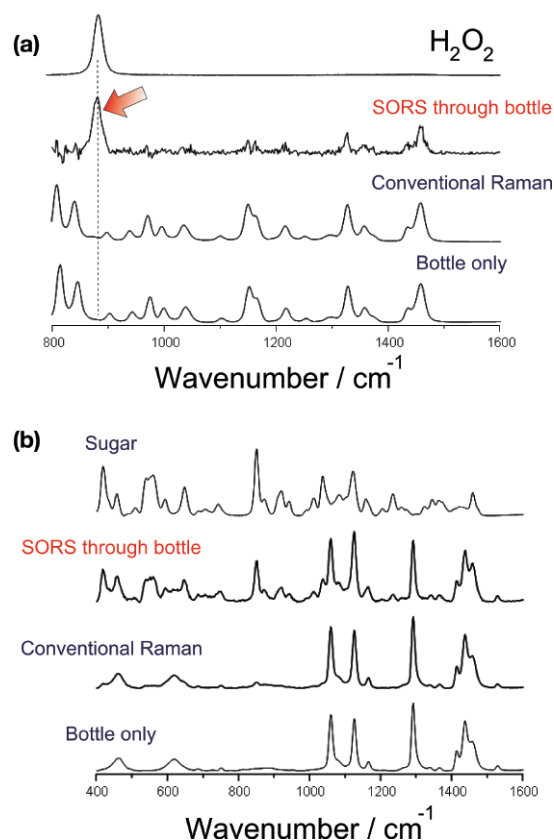 (a)
H₂O₂
SORS through bottle
Conventional Raman
Bottle only
800 1000 1200 1400 1600
Wavenumber / cm⁻¹
(b)
Sugar
SORS through bottle
Conventional Raman
Bottle only
400 600 800 1000 1200 1400 1600
Wavenumber / cm⁻¹